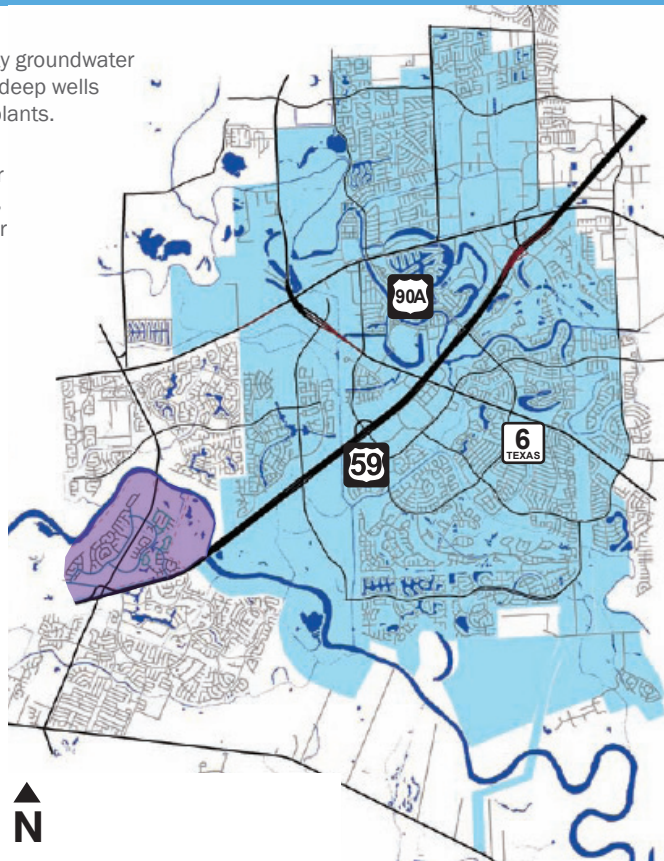 y groundwater
deep wells
plants.
r
r
90A
6
TEXAS
59
N